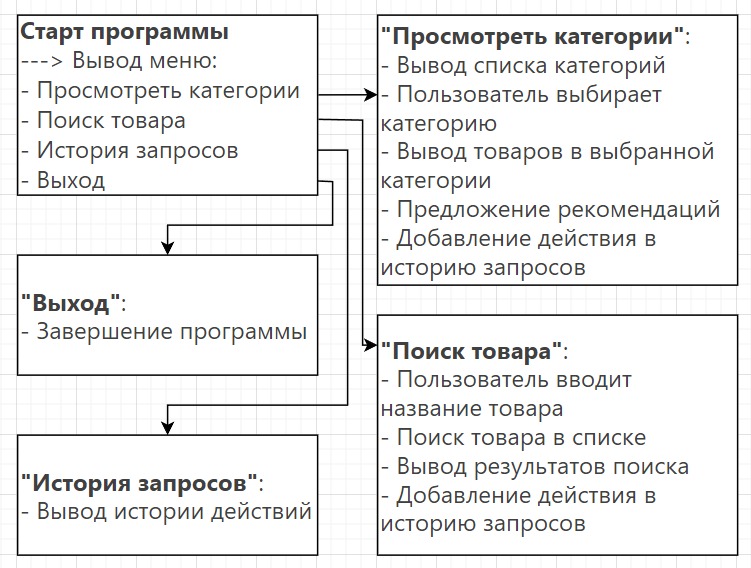 Старт программы
---> Вывод меню:
- Просмотреть категории
- Поиск товара
- История запросов
- Выход
"Просмотреть категории":
- Вывод списка категорий
- Пользователь выбирает
категорию
- Вывод товаров в выбранной
категории
- Предложение рекомендаций
- Добавление действия в
историю запросов
"Выход":
- Завершение программы
"Поиск товара":
- Пользователь вводит
название товара
- Поиск товара в списке
- Вывод результатов поиска
- Добавление действия в
историю запросов
"История запросов":
- Вывод истории действий